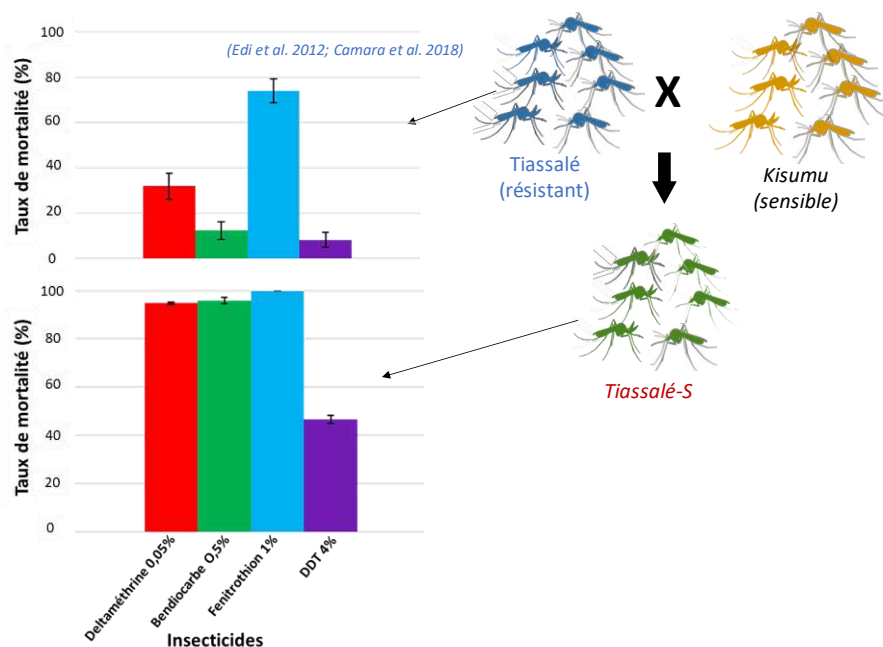 100
80
60
40
20
0
Taux de mortalité (%)
(Edi et al. 2012; Camara et al. 2018)
X
Tiassalé
(résistant)
Kisumu
(sensible)
100
80
60
40
20
0
Taux de mortalité (%)
Tiassalé-S
Deltaméthrine 0,05%
Bendiocarbe O,5%
Fenitrothion 1%
DDT 4%
Insecticides